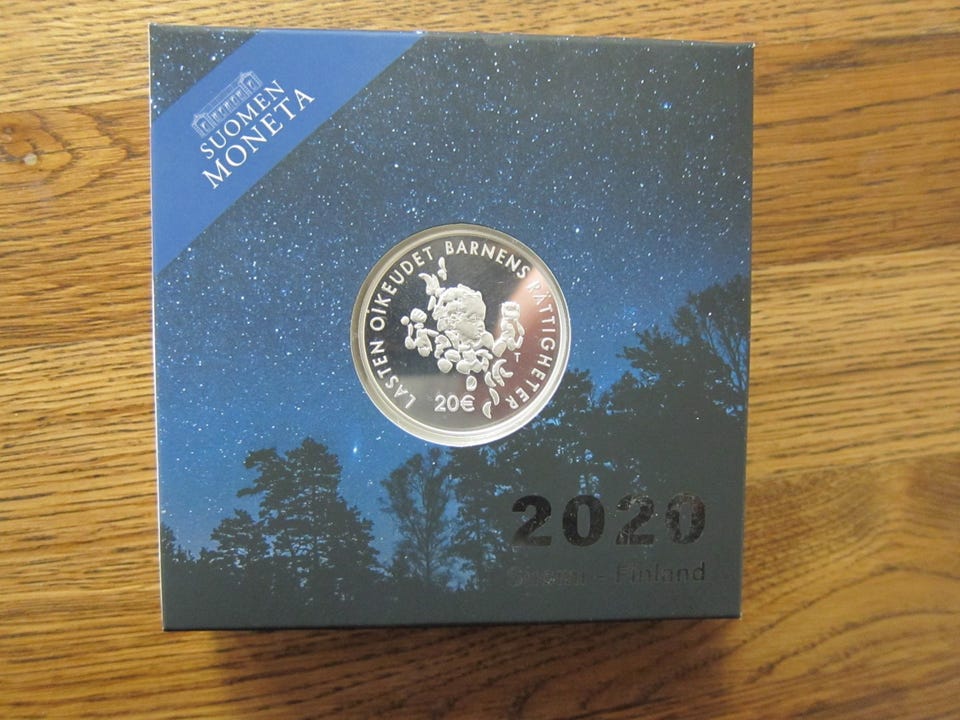 SUOMEN
MONETA
LASTEN OIKEUDET BARNENS RÄTTIGHETER
T
20€
2020
Suomi – Finland